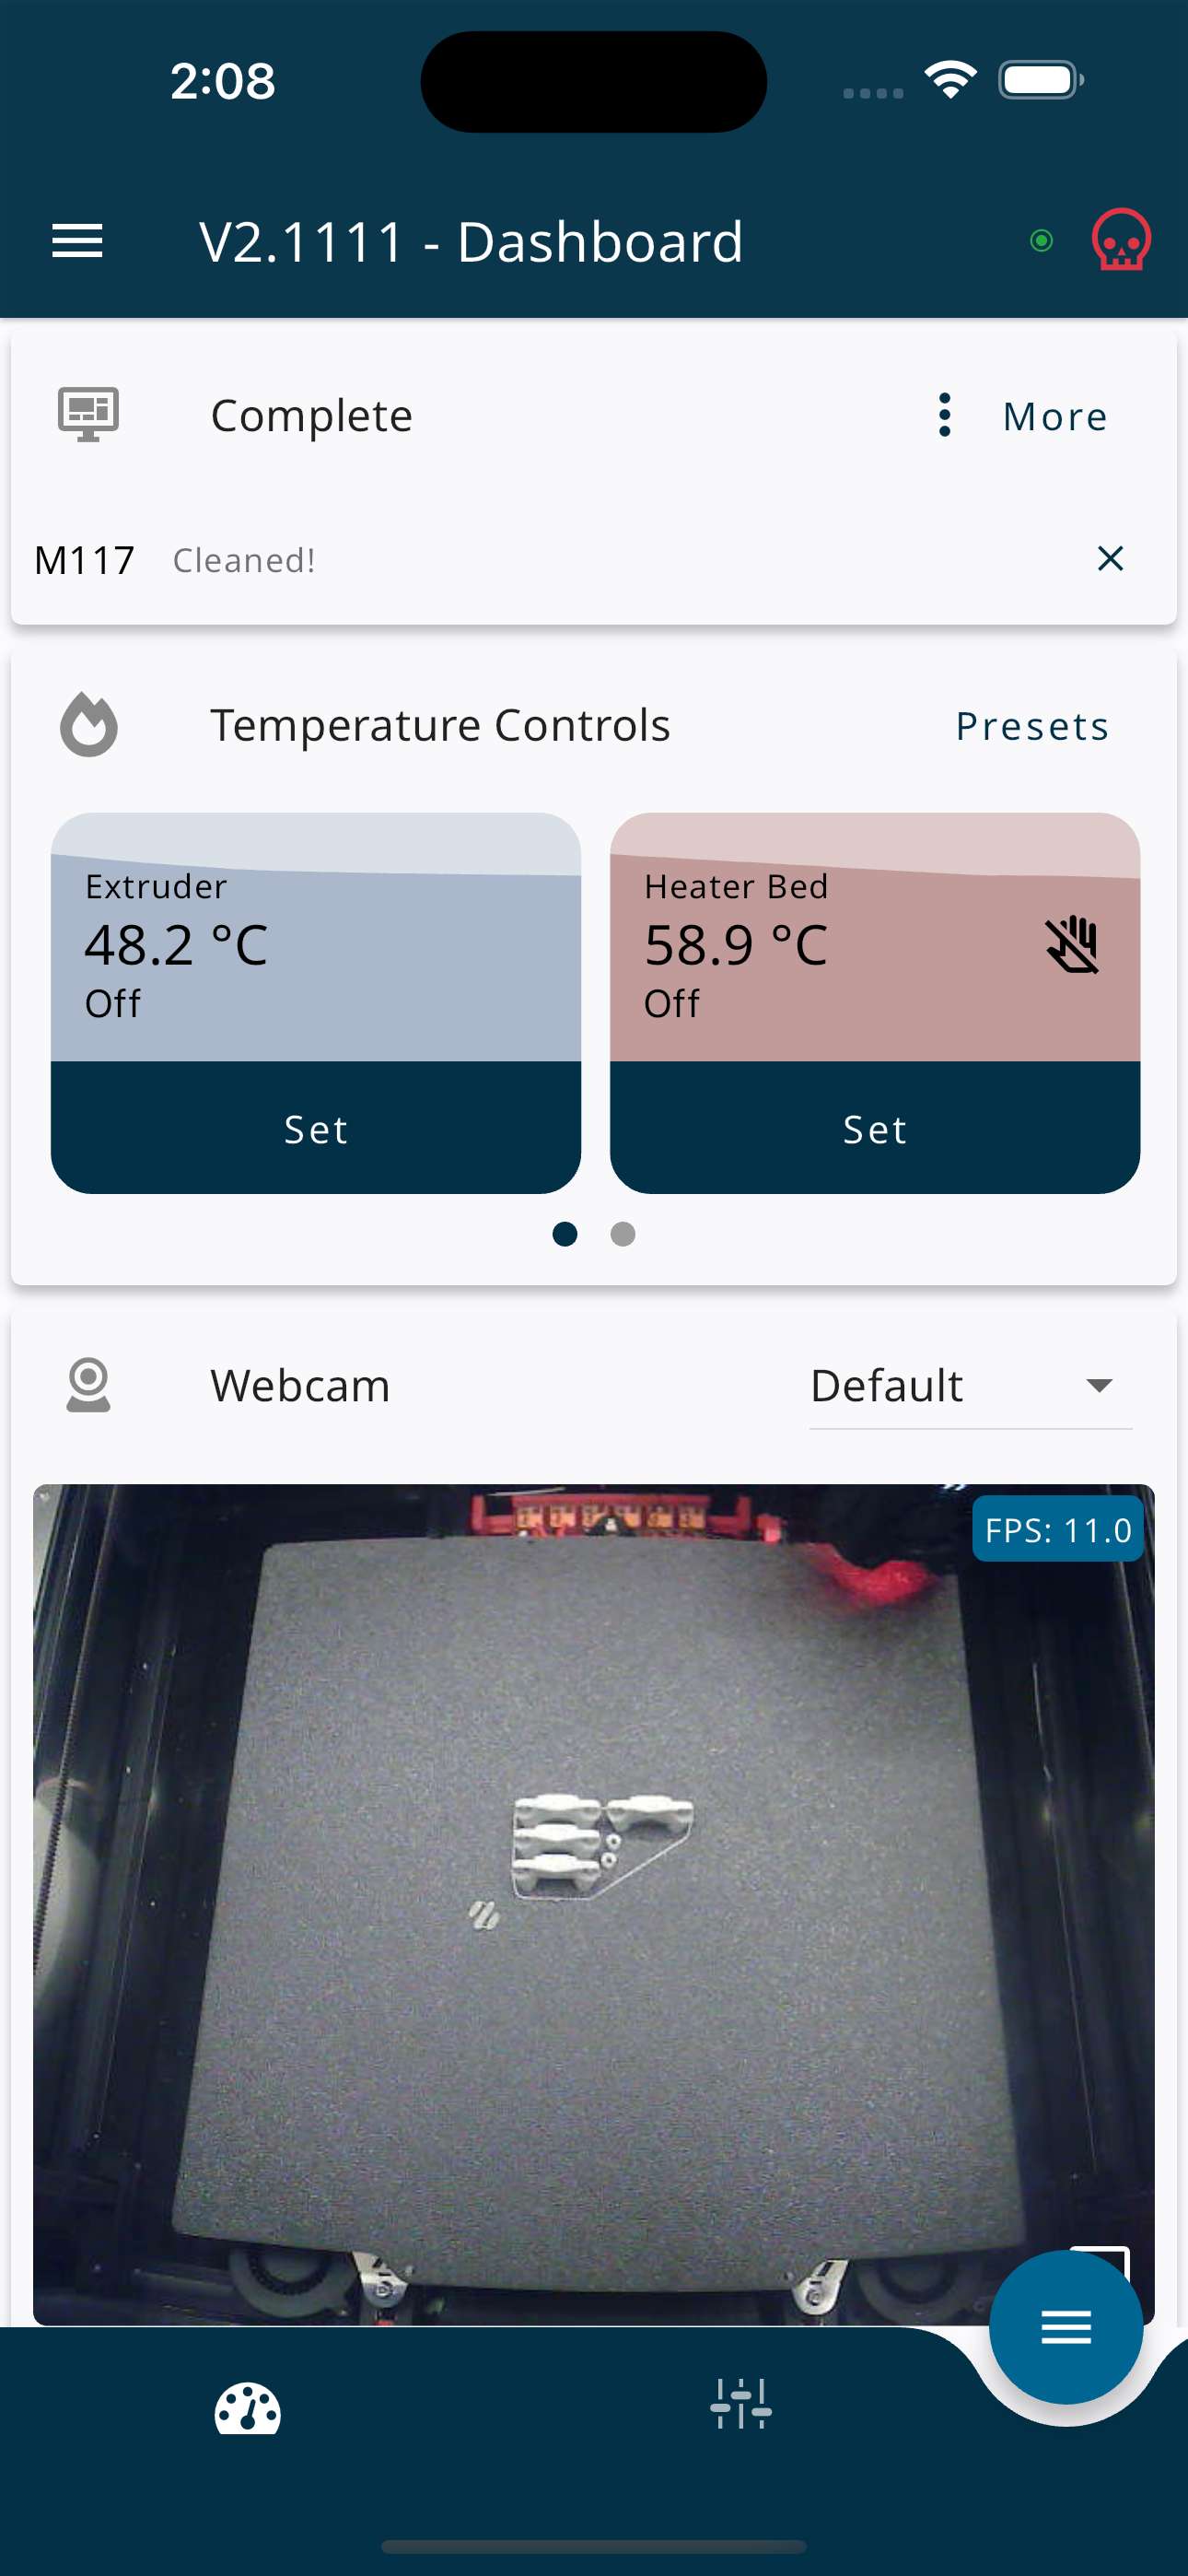 2:08
V2.1111 - Dashboard
Complete
More
M117 Cleaned!
Temperature Controls
Presets
Extruder
48.2 °C
Off
Set
Heater Bed
58.9 °C
Off
Set
Webcam
Default
FPS: 11.0